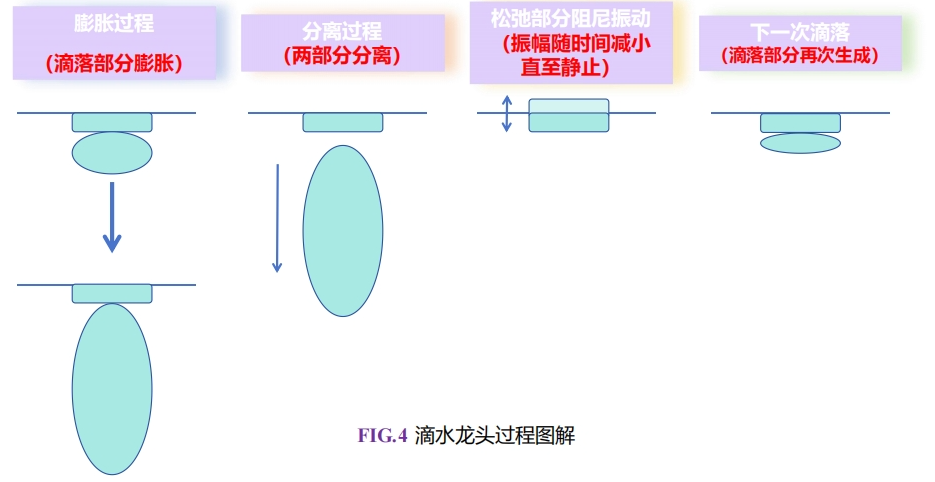 膨胀过程
（滴落部分膨胀）
分离过程
（两部分分离）
松弛部分阻尼振动
（振幅随时间减小
直至静止）
下一次滴落
（滴落部分再次生成）
FIG.4 滴水龙头过程图解